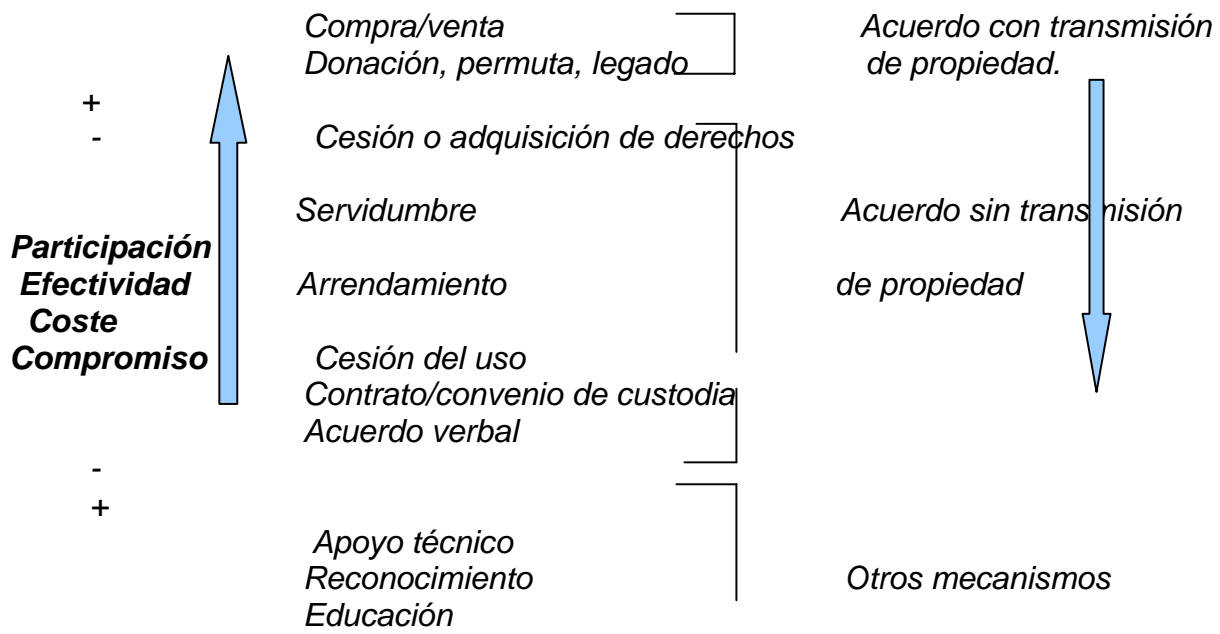 Compra/venta Acuerdo con transmisión
Donación, permuta, legado de propiedad.
+
- Cesión o adquisición de derechos
Servidumbre Acuerdo sin transmisión
Participación
Efectividad Arrendamiento de propiedad
Coste
Compromiso Cesión del uso
Contrato/convenio de custodia
Acuerdo verbal
-
+
Apoyo técnico
Reconocimiento Otros mecanismos
Educación